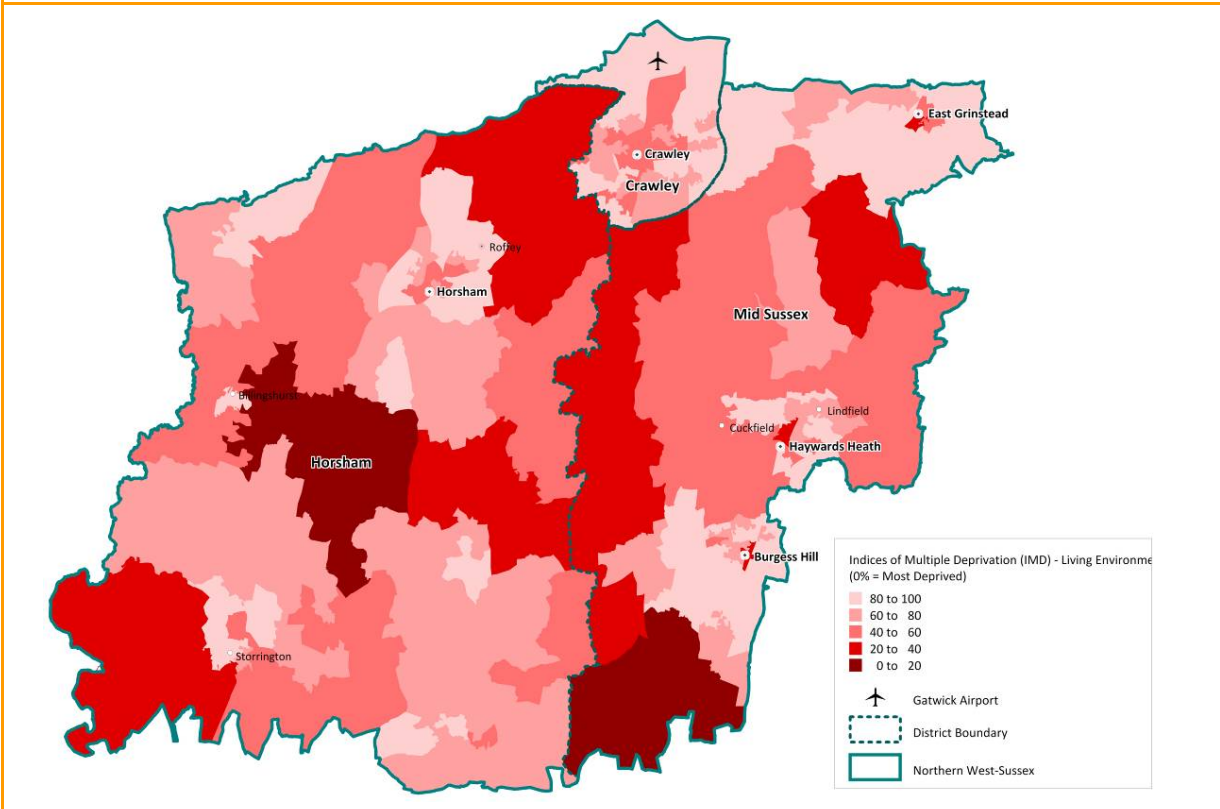 East Grinstead
Crawley
Crawley
Roffey
Horsham
Mid Sussex
Billingshurst
Lindfield
Cuckfield
Haywards Heath
Horsham
Burgess Hill
Storrington
Indices of Multiple Deprivation (IMD) - Living Environme
(0% = Most Deprived)
80 to 100
60 to 80
40 to 60
20 to 40
0 to 20
Gatwick Airport
District Boundary
Northern West-Sussex